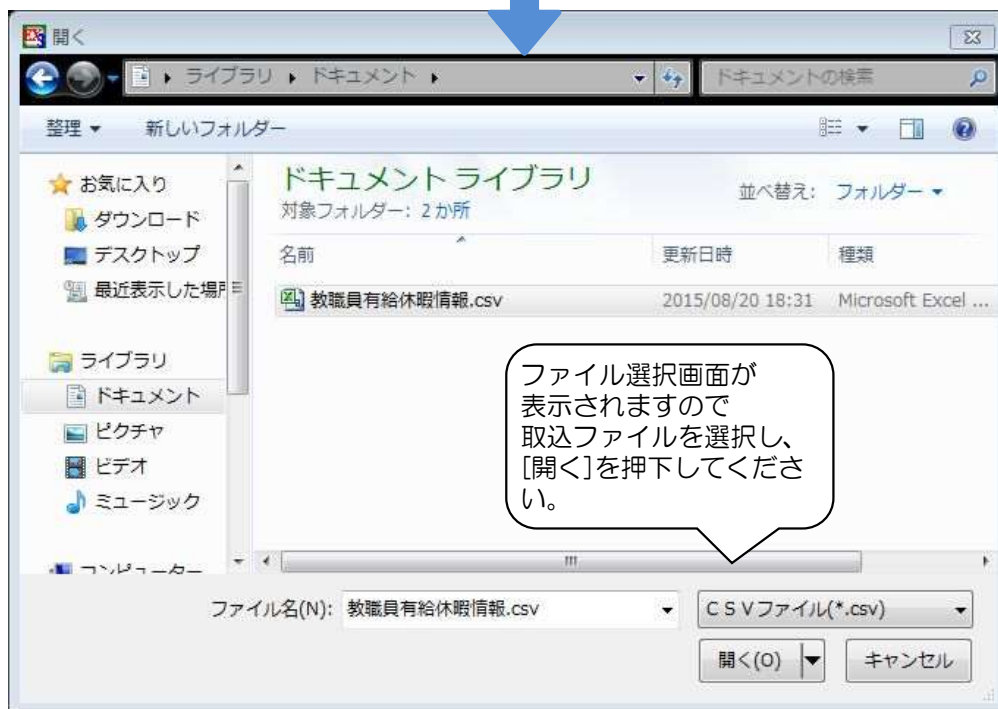 開く
ライブラリ ▸ ドキュメント ▸
ドキュメントの検索
整理 ▼ 新しいフォルダー
お気に入り
ダウンロード
デスクトップ
最近表示した場所
ライブラリ
ドキュメント
ピクチャ
ビデオ
ミュージック
コンピューター
ドキュメント ライブラリ
対象フォルダー: 2 か所
並べ替え: フォルダー ▼
名前 更新日時 種類
教職員有給休暇情報.csv 2015/08/20 18:31 Microsoft Excel ...
ファイル選択画面が
表示されますので
取込ファイルを選択し、
[開く]を押下してくださ
い。
ファイル名(N): 教職員有給休暇情報.csv
ＣＳＶファイル(*.csv)
開く(O)
キャンセル